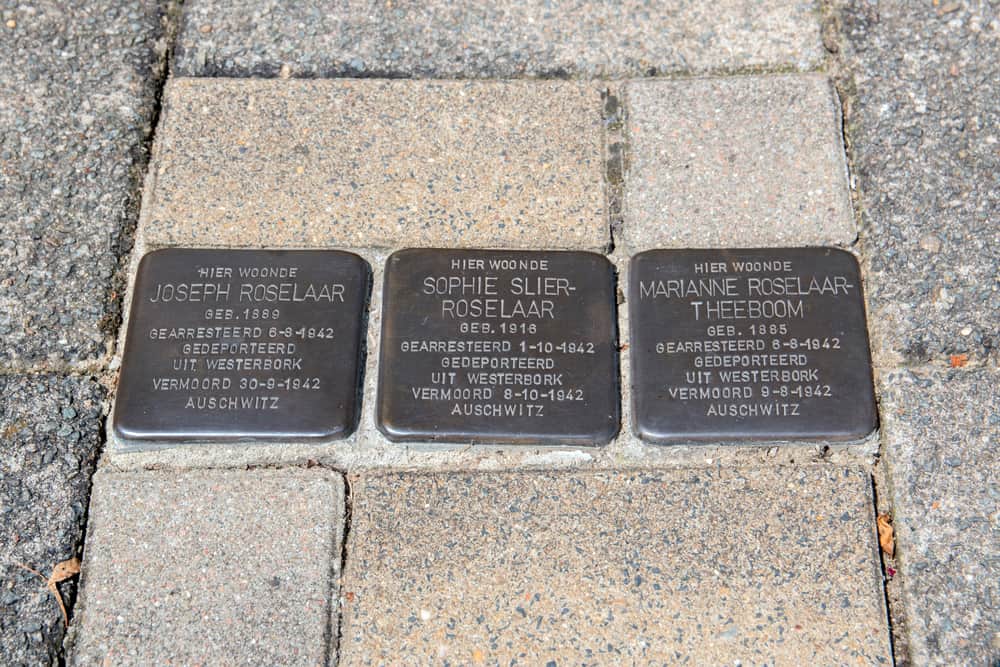 HIER WOONDE
JOSEPH ROSELAAR
GEB. 1889
GEARRESTEERD 6-8-1942
GEDEPORTEERD
UIT WESTERBORK
VERMOORD 30-9-1942
AUSCHWITZ
HIER WOONDE
SOPHIE SLIER-
ROSELAAR
GEB. 1916
GEARRESTEERD 1-10-1942
GEDEPORTEERD
UIT WESTERBORK
VERMOORD 8-10-1942
AUSCHWITZ
HIER WOONDE
MARIANNE ROSELAAR-
THEEBOOM
GEB. 1885
GEARRESTEERD 6-8-1942
GEDEPORTEERD
UIT WESTERBORK
VERMOORD 9-8-1942
AUSCHWITZ